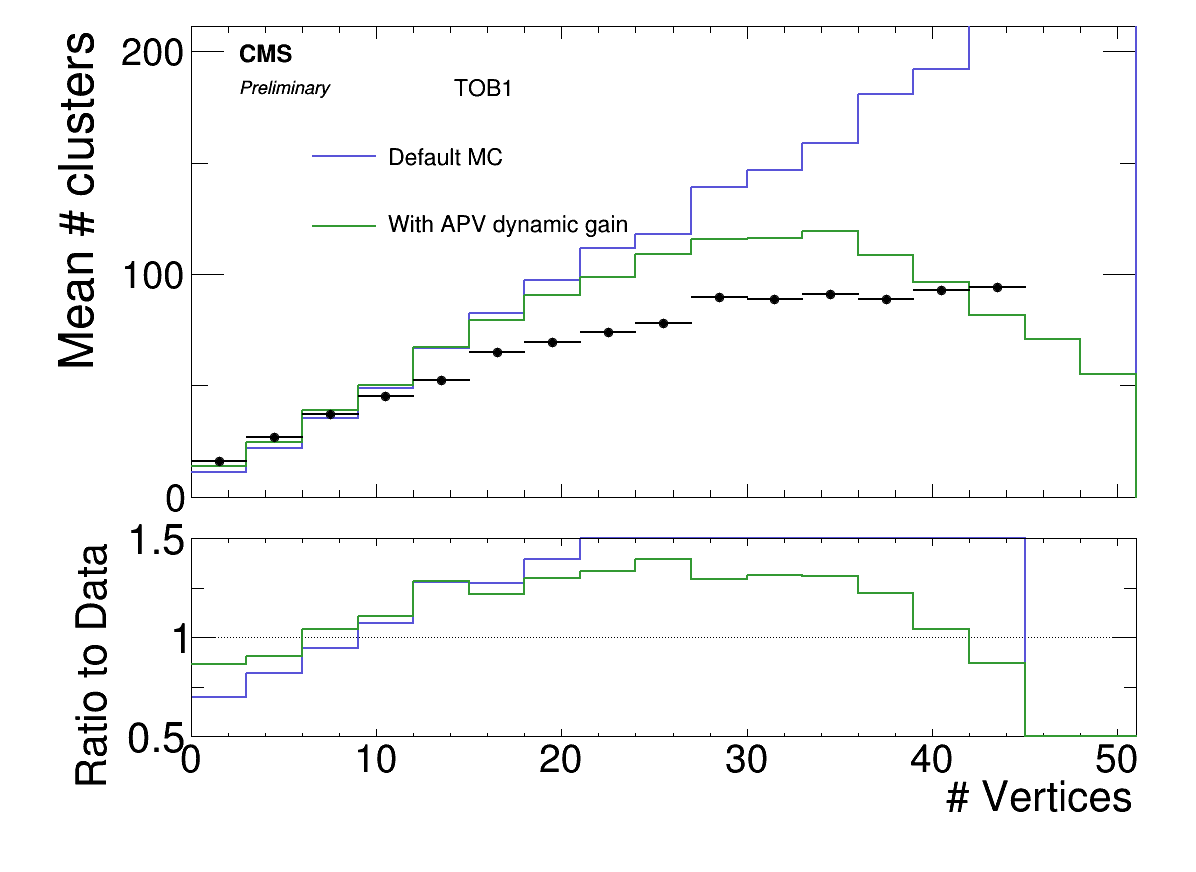 Mean # clusters
200
100
0
CMS
Preliminary
TOB1
Default MC
With APV dynamic gain
Ratio to Data
1.5
1
0.5
0 10 20 30 40 50
# Vertices